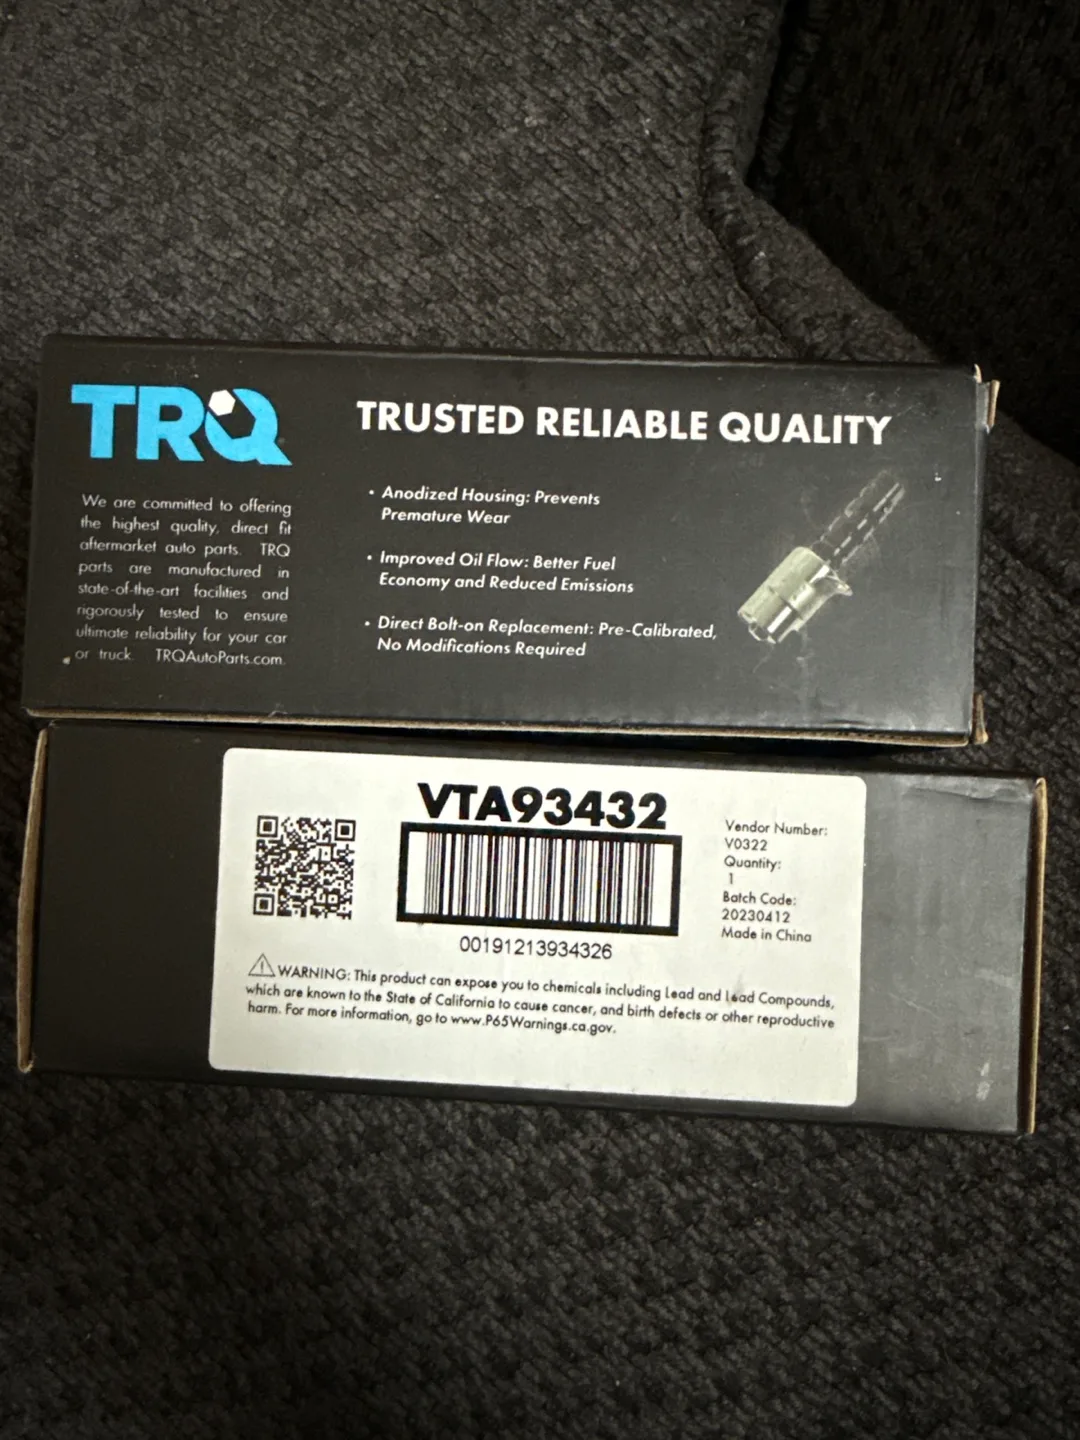 TRQ
We are committed to offering
the highest quality, direct fit
aftermarket auto parts. TRQ
parts are manufactured in
state-of-the-art facilities and
rigorously tested to ensure
ultimate reliability for your car
or truck. TRQAutoParts.com.
TRUSTED RELIABLE QUALITY
• Anodized Housing: Prevents
Premature Wear
• Improved Oil Flow: Better Fuel
Economy and Reduced Emissions
• Direct Bolt-on Replacement: Pre-Calibrated,
No Modifications Required
VTA93432
00191213934326
Vendor Number:
V0322
Quantity:
1
Batch Code:
20230412
Made in China
⚠WARNING: This product can expose you to chemicals including Lead and Lead Compounds,
which are known to the State of California to cause cancer, and birth defects or other reproductive
harm. For more information, go to www.P65Warnings.ca.gov.